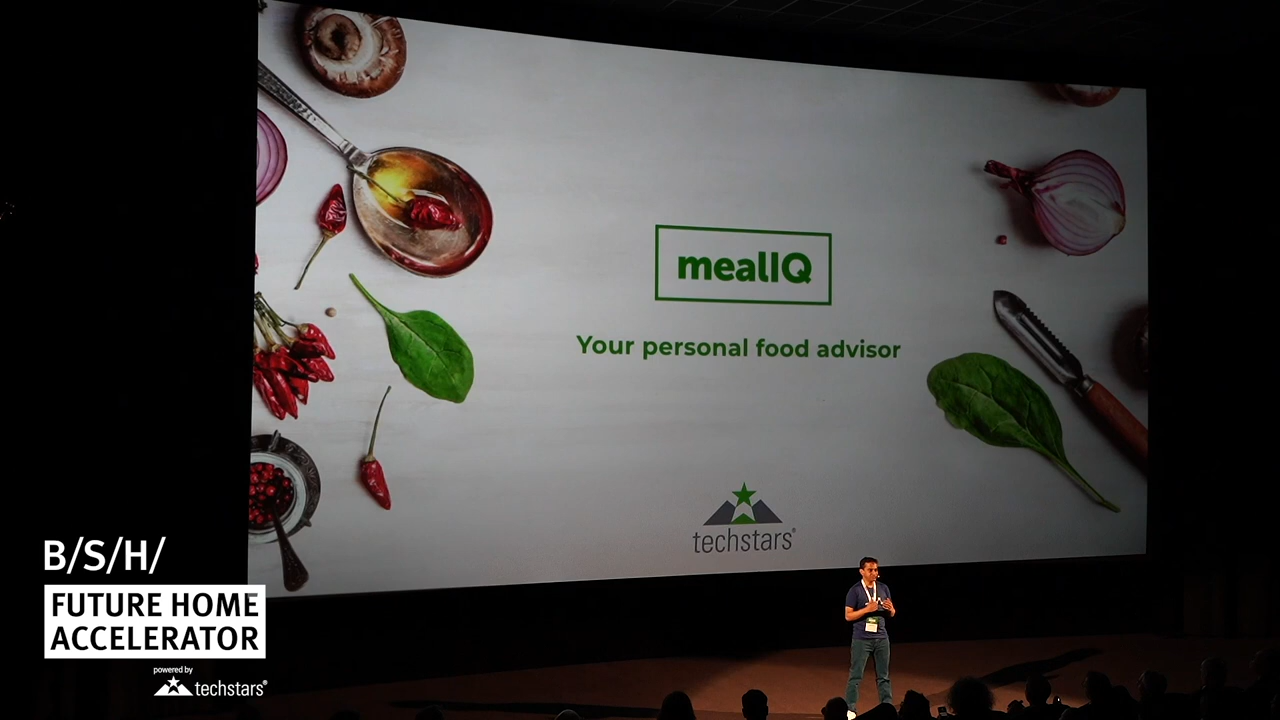 mealIQ
Your personal food advisor
techstars®
B/S/H/
FUTURE HOME
ACCELERATOR
powered by
techstars®